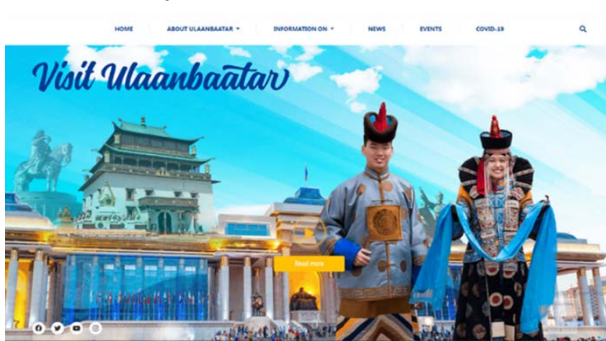 HOME ABOUT ULAANBAATAR INFORMATION ON NEWS EVENTS COVID-19
Visit Ulaanbaatar
Read more